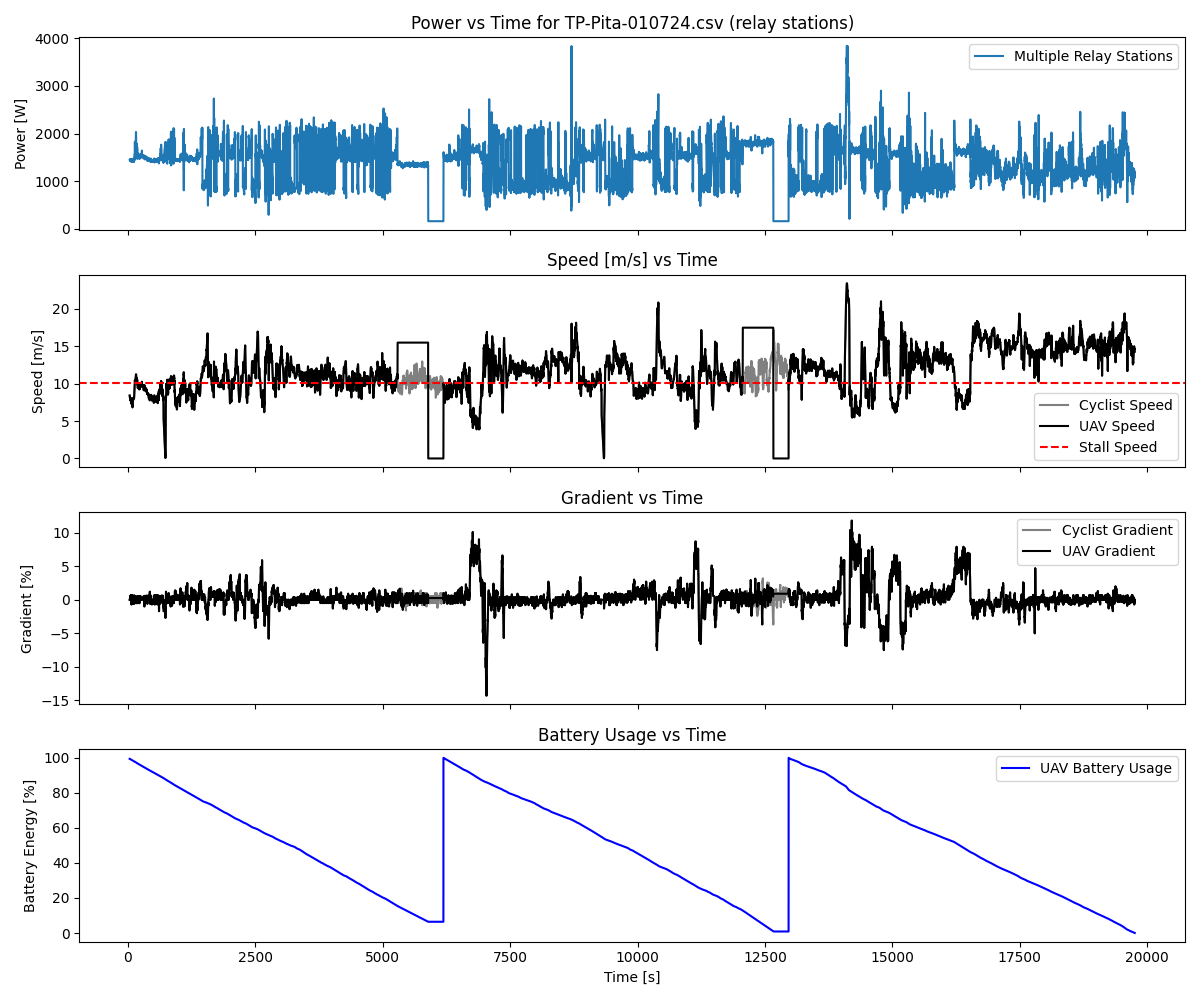 Power vs Time for TP-Pita-010724.csv (relay stations)
Power [W]
4000
3000
2000
1000
0
Multiple Relay Stations
Speed [m/s] vs Time
Speed [m/s]
20
15
10
5
0
Cyclist Speed
UAV Speed
Stall Speed
Gradient vs Time
Gradient [%]
10
5
0
−5
−10
−15
Cyclist Gradient
UAV Gradient
Battery Usage vs Time
Battery Energy [%]
100
80
60
40
20
0
UAV Battery Usage
0 2500 5000 7500 10000 12500 15000 17500 20000
Time [s]